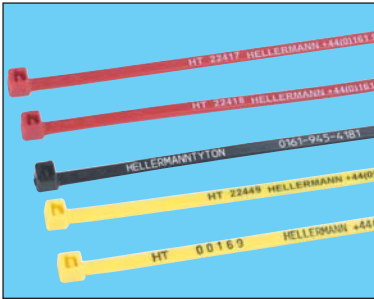 HT 22417 HELLERMANN +44(0)161
HT 22418 HELLERMANN +44(0)161
HELLERMANNTYTON 0161-945-4181
HT 22449 HELLERMANN +44(0)
HT 00169 HELLERMANN +44